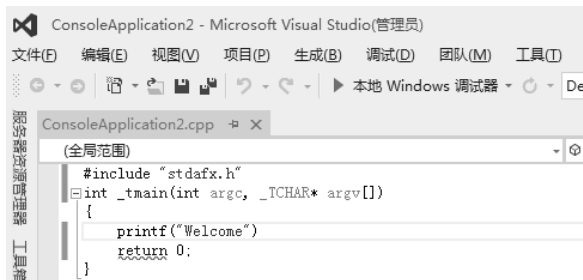 ConsoleApplication2 - Microsoft Visual Studio(管理员)
文件(F) 编辑(E) 视图(V) 项目(P) 生成(B) 调试(D) 团队(M) 工具(T)
本地 Windows 调试器 De
服务器资源管理器
工具箱
ConsoleApplication2.cpp
(全局范围)
#include "stdafx.h"
int _tmain(int argc, _TCHAR* argv[])
{
printf("Welcome")
return 0;
}